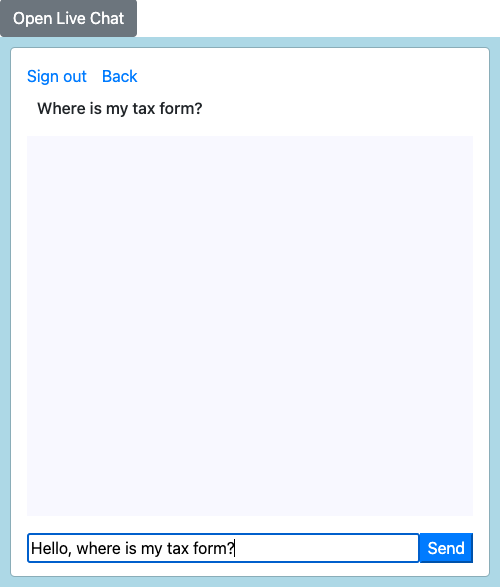 Open Live Chat
Sign out Back
Where is my tax form?
Hello, where is my tax form?
Send